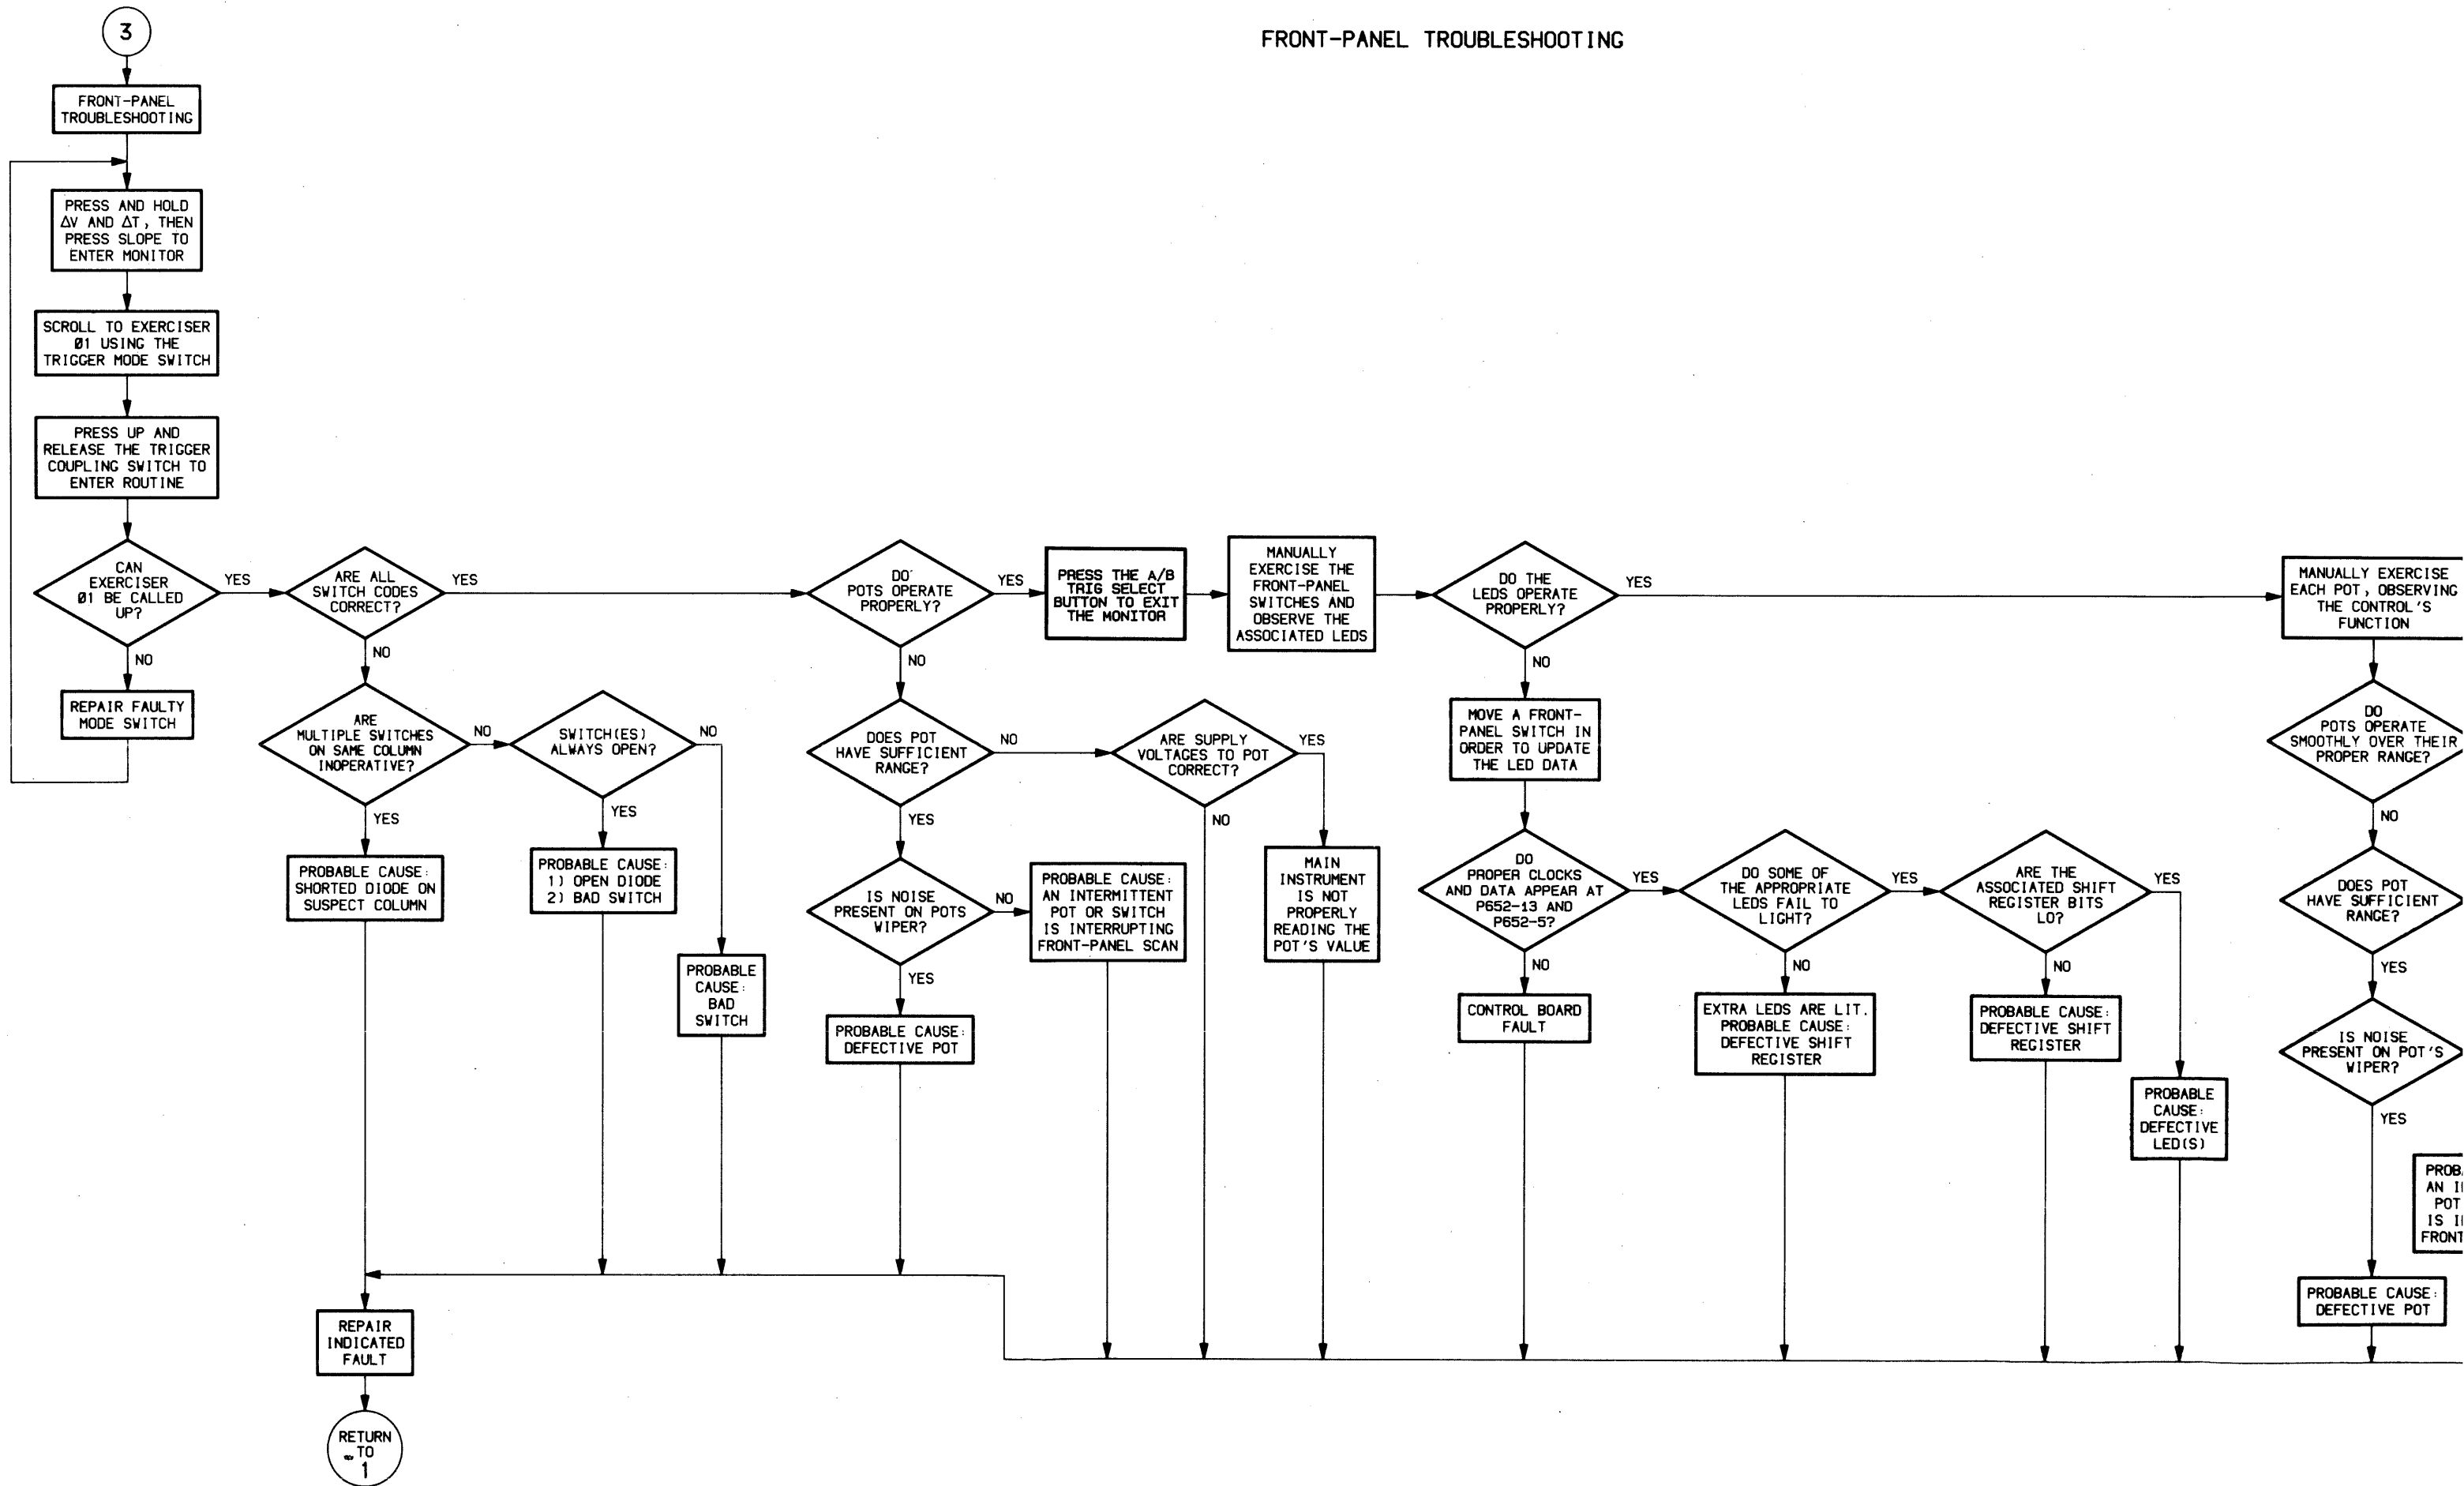 FRONT-PANEL TROUBLESHOOTING
3
FRONT-PANEL
TROUBLESHOOTING
PRESS AND HOLD
ΔV AND ΔT, THEN
PRESS SLOPE TO
ENTER MONITOR
SCROLL TO EXERCISER
Ø1 USING THE
TRIGGER MODE SWITCH
PRESS UP AND
RELEASE THE TRIGGER
COUPLING SWITCH TO
ENTER ROUTINE
CAN
EXERCISER
Ø1 BE CALLED
UP?
YES
NO
REPAIR FAULTY
MODE SWITCH
ARE ALL
SWITCH CODES
CORRECT?
YES
NO
ARE
MULTIPLE SWITCHES
ON SAME COLUMN
INOPERATIVE?
NO
YES
PROBABLE CAUSE:
SHORTED DIODE ON
SUSPECT COLUMN
SWITCH(ES)
ALWAYS OPEN?
NO
YES
PROBABLE CAUSE:
1) OPEN DIODE
2) BAD SWITCH
PROBABLE
CAUSE:
BAD
SWITCH
REPAIR
INDICATED
FAULT
RETURN
TO
1
DO
POTS OPERATE
PROPERLY?
YES
NO
DOES POT
HAVE SUFFICIENT
RANGE?
NO
YES
IS NOISE
PRESENT ON POTS
WIPER?
NO
YES
PROBABLE CAUSE:
DEFECTIVE POT
PROBABLE CAUSE:
AN INTERMITTENT
POT OR SWITCH
IS INTERRUPTING
FRONT-PANEL SCAN
ARE SUPPLY
VOLTAGES TO POT
CORRECT?
YES
NO
MAIN
INSTRUMENT
IS NOT
PROPERLY
READING THE
POT'S VALUE
PRESS THE A/B
TRIG SELECT
BUTTON TO EXIT
THE MONITOR
MANUALLY
EXERCISE THE
FRONT-PANEL
SWITCHES AND
OBSERVE THE
ASSOCIATED LEDS
DO THE
LEDS OPERATE
PROPERLY?
YES
NO
MOVE A FRONT-
PANEL SWITCH IN
ORDER TO UPDATE
THE LED DATA
DO
PROPER CLOCKS
AND DATA APPEAR AT
P652-13 AND
P652-5?
YES
NO
CONTROL BOARD
FAULT
DO SOME OF
THE APPROPRIATE
LEDS FAIL TO
LIGHT?
YES
NO
EXTRA LEDS ARE LIT.
PROBABLE CAUSE:
DEFECTIVE SHIFT
REGISTER
ARE THE
ASSOCIATED SHIFT
REGISTER BITS
LO?
YES
NO
PROBABLE CAUSE:
DEFECTIVE SHIFT
REGISTER
PROBABLE
CAUSE:
DEFECTIVE
LED(S)
MANUALLY EXERCISE
EACH POT, OBSERVING
THE CONTROL'S
FUNCTION
DO
POTS OPERATE
SMOOTHLY OVER THEIR
PROPER RANGE?
NO
DOES POT
HAVE SUFFICIENT
RANGE?
YES
IS NOISE
PRESENT ON POT'S
WIPER?
YES
PROBABLE CAUSE:
DEFECTIVE POT
PROB
AN I
POT
IS I
FRONT